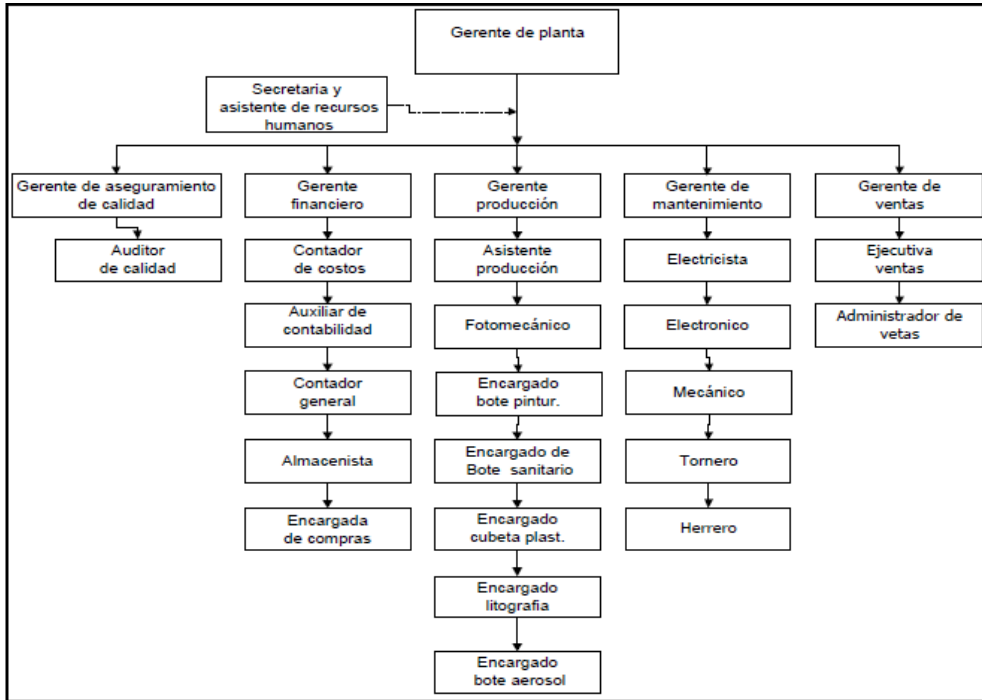 Gerente de planta
Secretaria y
asistente de recursos
humanos
Gerente de aseguramiento
de calidad
Auditor
de calidad
Gerente
financiero
Contador
de costos
Auxiliar de
contabilidad
Contador
general
Almacenista
Encargada
de compras
Gerente
producción
Asistente
producción
Fotomecánico
Encargado
bote pintur.
Encargado de
Bote sanitario
Encargado
cubeta plast.
Encargado
litografia
Encargado
bote aerosol
Gerente de
mantenimiento
Electricista
Electronico
Mecánico
Tornero
Herrero
Gerente de
ventas
Ejecutiva
ventas
Administrador de
vetas